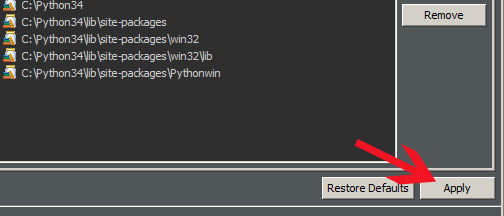 C:\Python34
C:\Python34\lib\site-packages
C:\Python34\lib\site-packages\win32
C:\Python34\lib\site-packages\win32\lib
C:\Python34\lib\site-packages\Pythonwin
Remove
Restore Defaults
Apply